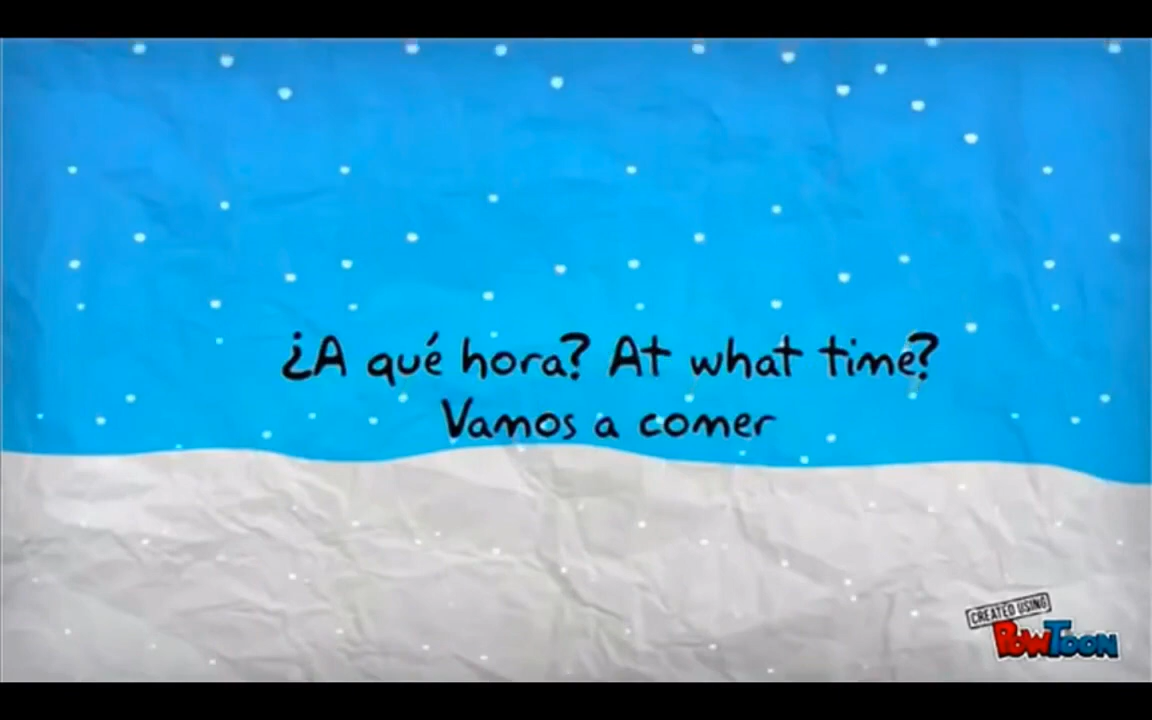 ¿A qué hora? At what time?
Vamos a comer
CREATED USING
POWTOON